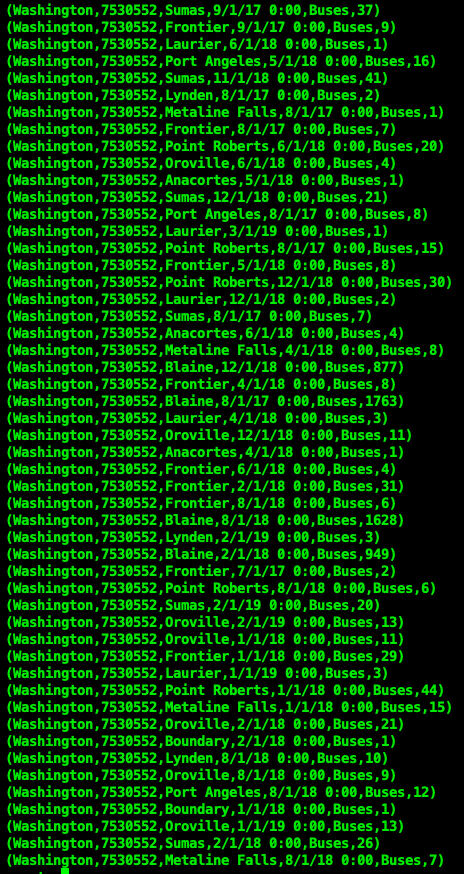 (Washington,7530552,Sumas,9/1/17 0:00,Buses,37)
(Washington,7530552,Frontier,9/1/17 0:00,Buses,9)
(Washington,7530552,Laurier,6/1/18 0:00,Buses,1)
(Washington,7530552,Port Angeles,5/1/18 0:00,Buses,16)
(Washington,7530552,Sumas,11/1/18 0:00,Buses,41)
(Washington,7530552,Lynden,8/1/17 0:00,Buses,2)
(Washington,7530552,Metaline Falls,8/1/17 0:00,Buses,1)
(Washington,7530552,Frontier,8/1/17 0:00,Buses,7)
(Washington,7530552,Point Roberts,6/1/18 0:00,Buses,20)
(Washington,7530552,Oroville,6/1/18 0:00,Buses,4)
(Washington,7530552,Anacortes,5/1/18 0:00,Buses,1)
(Washington,7530552,Sumas,12/1/18 0:00,Buses,21)
(Washington,7530552,Port Angeles,8/1/17 0:00,Buses,8)
(Washington,7530552,Laurier,3/1/19 0:00,Buses,1)
(Washington,7530552,Point Roberts,8/1/17 0:00,Buses,15)
(Washington,7530552,Frontier,5/1/18 0:00,Buses,8)
(Washington,7530552,Point Roberts,12/1/18 0:00,Buses,30)
(Washington,7530552,Laurier,12/1/18 0:00,Buses,2)
(Washington,7530552,Sumas,8/1/17 0:00,Buses,7)
(Washington,7530552,Anacortes,6/1/18 0:00,Buses,4)
(Washington,7530552,Metaline Falls,4/1/18 0:00,Buses,8)
(Washington,7530552,Blaine,12/1/18 0:00,Buses,877)
(Washington,7530552,Frontier,4/1/18 0:00,Buses,8)
(Washington,7530552,Blaine,8/1/17 0:00,Buses,1763)
(Washington,7530552,Laurier,4/1/18 0:00,Buses,3)
(Washington,7530552,Oroville,12/1/18 0:00,Buses,11)
(Washington,7530552,Anacortes,4/1/18 0:00,Buses,1)
(Washington,7530552,Frontier,6/1/18 0:00,Buses,4)
(Washington,7530552,Frontier,2/1/18 0:00,Buses,31)
(Washington,7530552,Frontier,8/1/18 0:00,Buses,6)
(Washington,7530552,Blaine,8/1/18 0:00,Buses,1628)
(Washington,7530552,Lynden,2/1/19 0:00,Buses,3)
(Washington,7530552,Blaine,2/1/18 0:00,Buses,949)
(Washington,7530552,Frontier,7/1/17 0:00,Buses,2)
(Washington,7530552,Point Roberts,8/1/18 0:00,Buses,6)
(Washington,7530552,Sumas,2/1/19 0:00,Buses,20)
(Washington,7530552,Oroville,2/1/19 0:00,Buses,13)
(Washington,7530552,Oroville,1/1/18 0:00,Buses,11)
(Washington,7530552,Frontier,1/1/18 0:00,Buses,29)
(Washington,7530552,Laurier,1/1/19 0:00,Buses,3)
(Washington,7530552,Point Roberts,1/1/18 0:00,Buses,44)
(Washington,7530552,Metaline Falls,1/1/18 0:00,Buses,15)
(Washington,7530552,Oroville,2/1/18 0:00,Buses,21)
(Washington,7530552,Boundary,2/1/18 0:00,Buses,1)
(Washington,7530552,Lynden,8/1/18 0:00,Buses,10)
(Washington,7530552,Oroville,8/1/18 0:00,Buses,9)
(Washington,7530552,Port Angeles,8/1/18 0:00,Buses,12)
(Washington,7530552,Boundary,1/1/18 0:00,Buses,1)
(Washington,7530552,Oroville,1/1/19 0:00,Buses,13)
(Washington,7530552,Sumas,2/1/18 0:00,Buses,26)
(Washington,7530552,Metaline Falls,8/1/18 0:00,Buses,7)